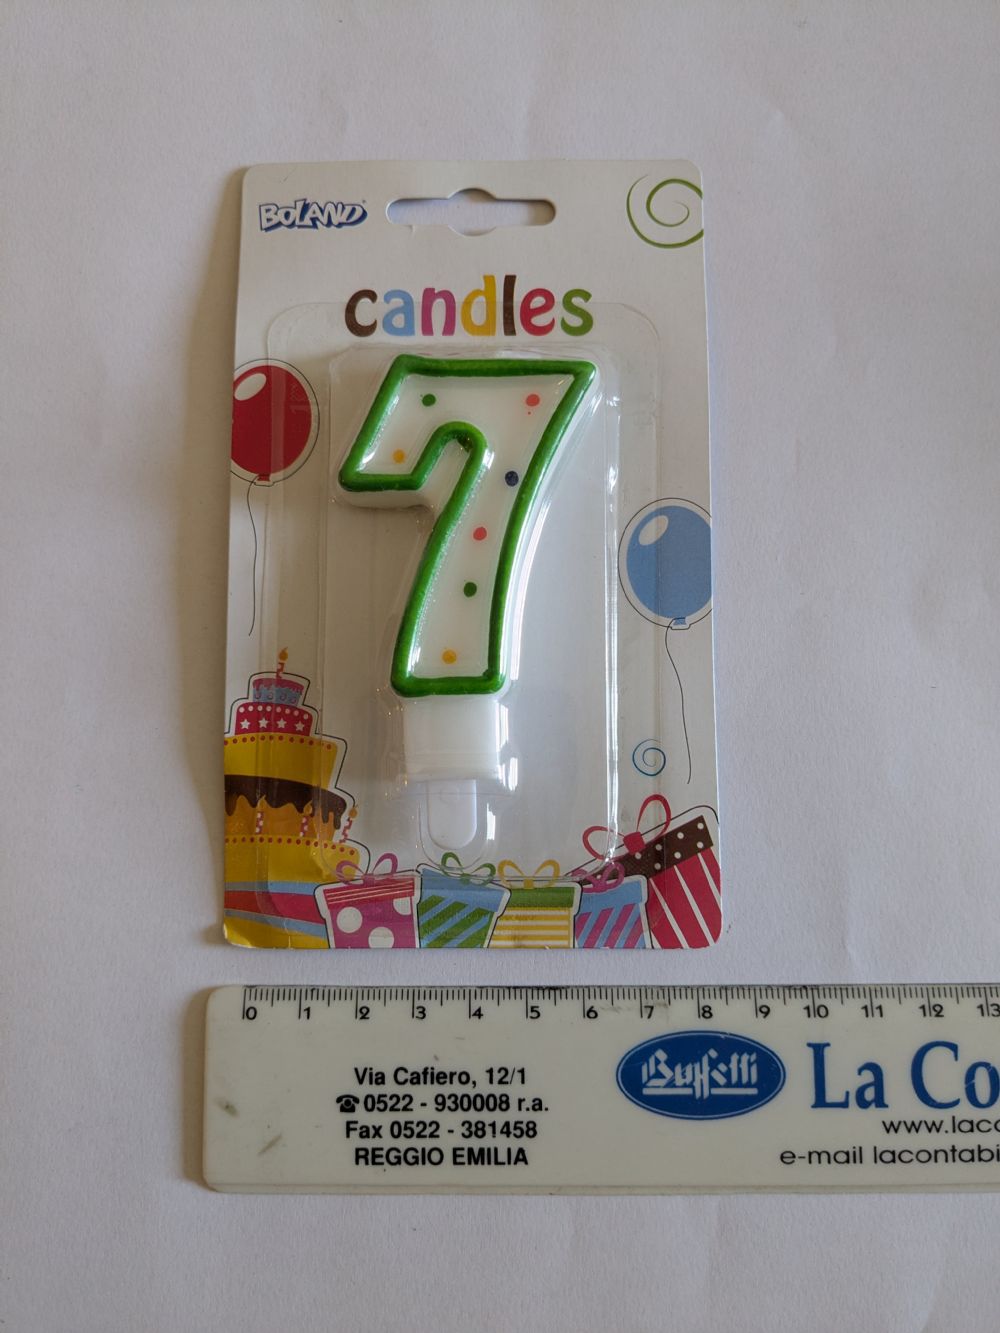 BOLAND
candles
7
0 1 2 3 4 5 6 7 8 9 10 11 12 13
Via Cafiero, 12/1
☎0522 - 930008 r.a.
Fax 0522 - 381458
REGGIO EMILIA
Buffetti
La Co
www.laco
e-mail lacontabi